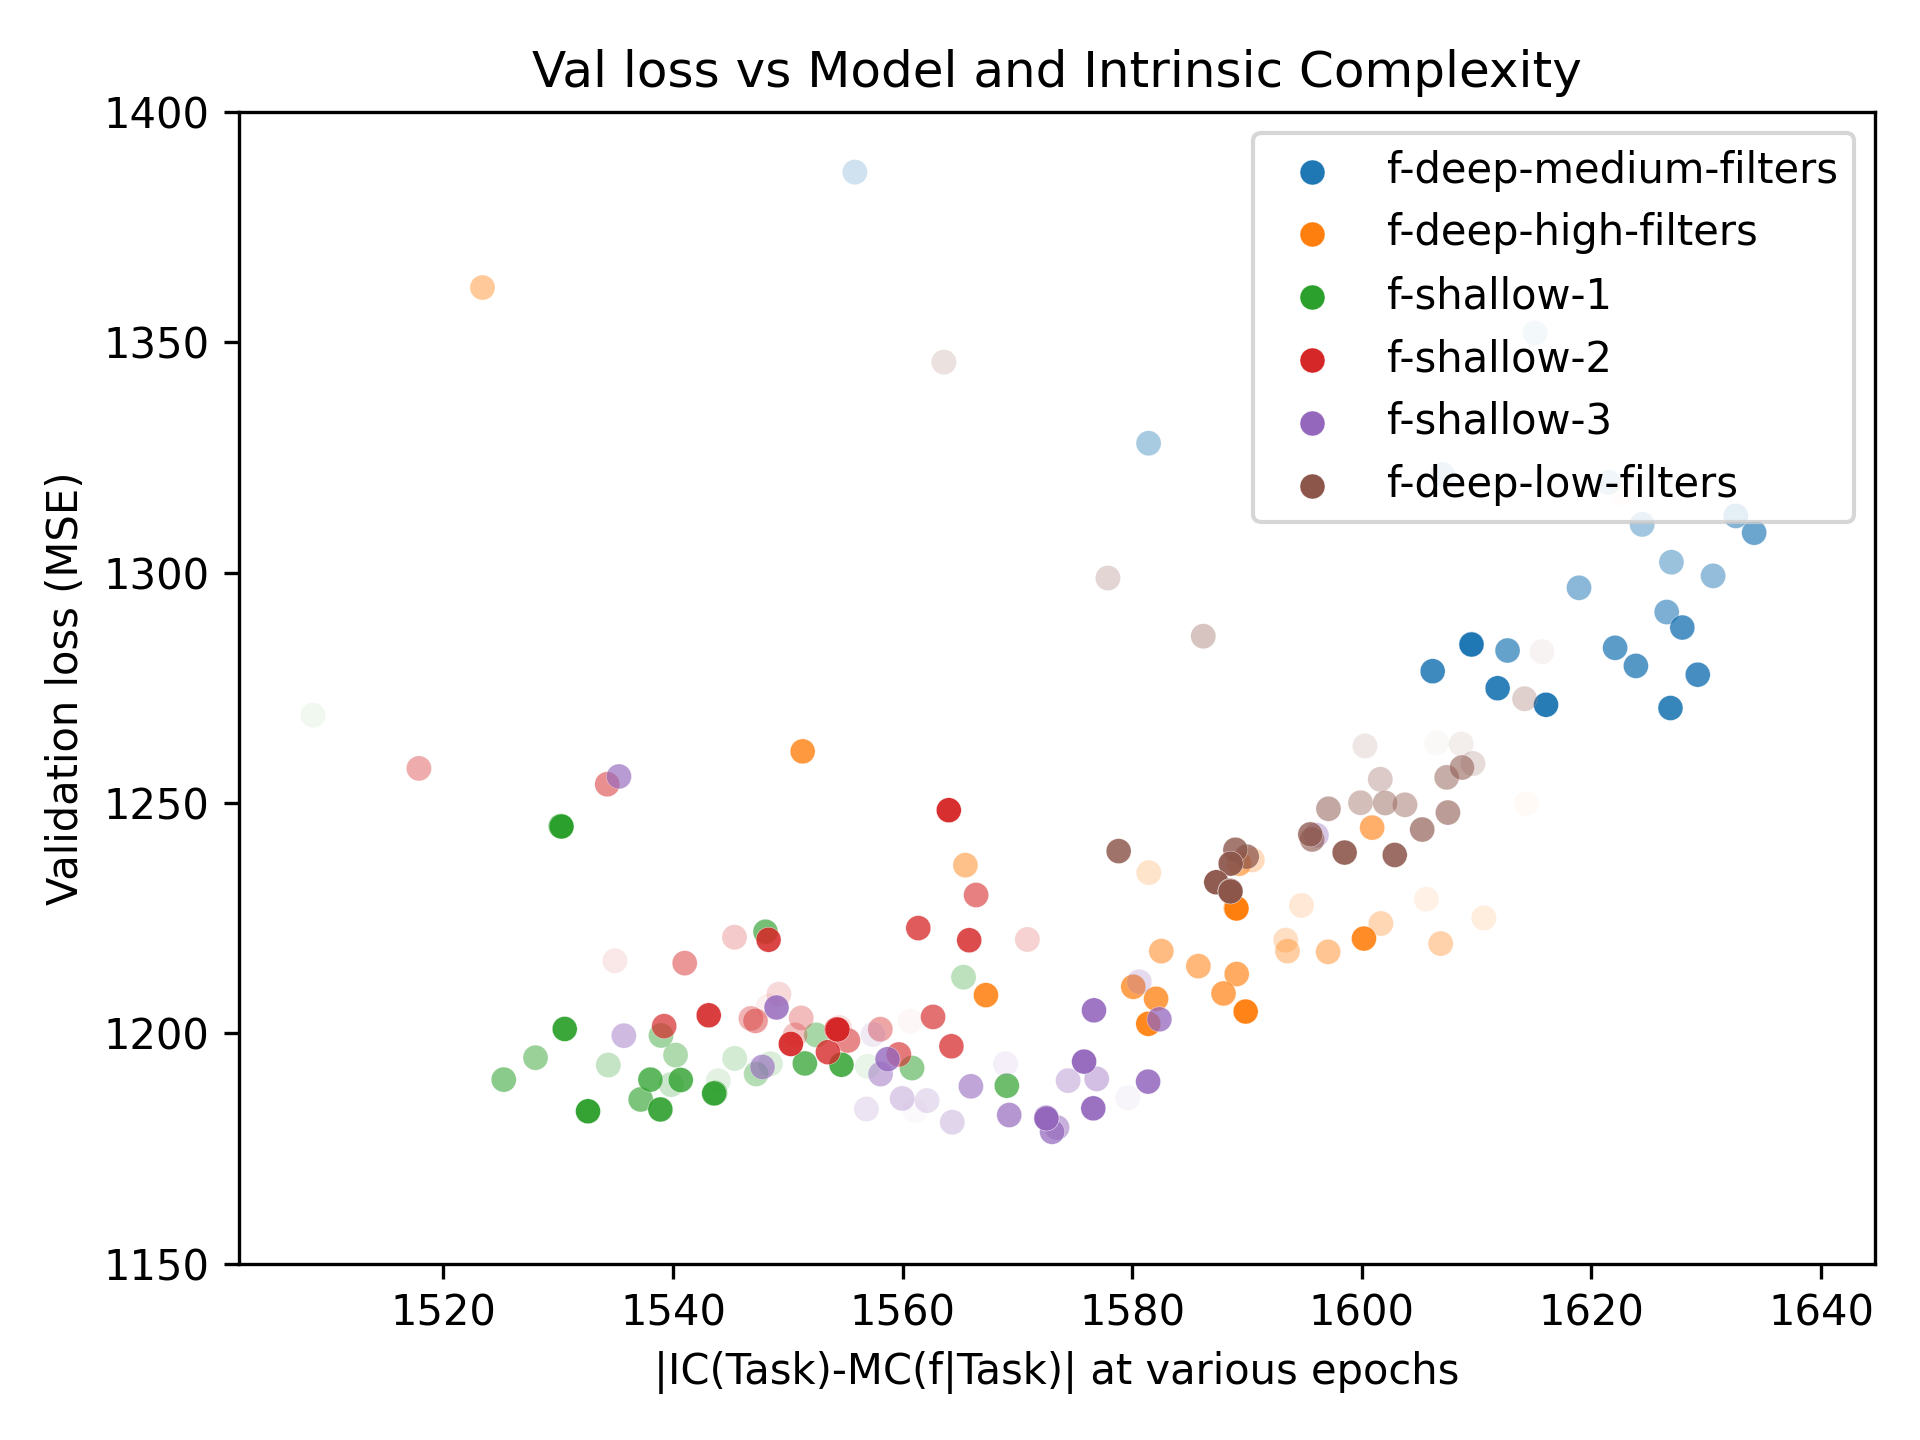 Val loss vs Model and Intrinsic Complexity
1400
1350
1300
1250
1200
1150
Validation loss (MSE)
f-deep-medium-filters
f-deep-high-filters
f-shallow-1
f-shallow-2
f-shallow-3
f-deep-low-filters
1520 1540 1560 1580 1600 1620 1640
|IC(Task)-MC(f|Task)| at various epochs